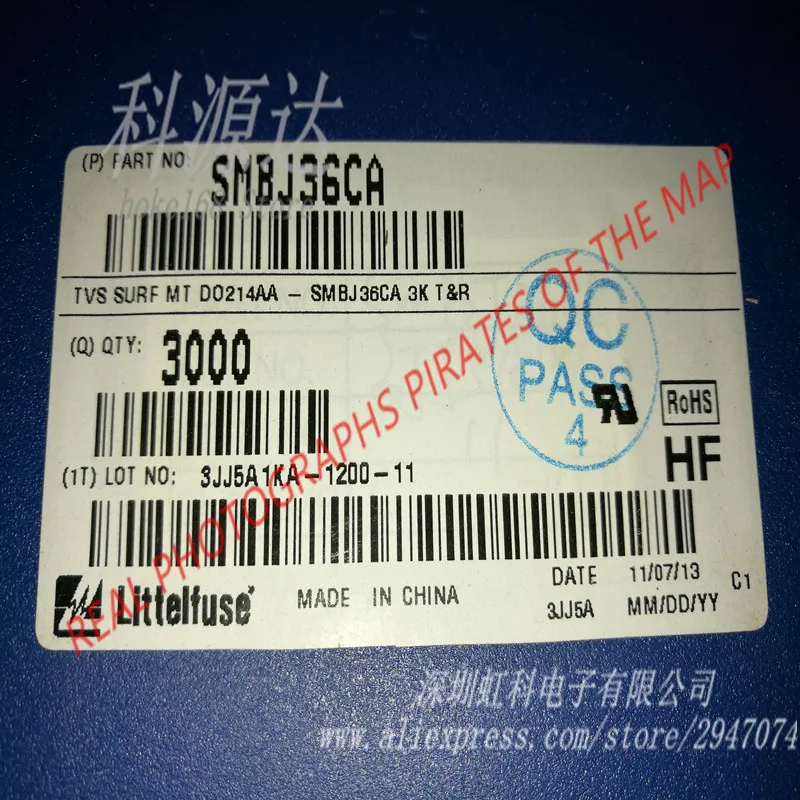 科源达
hoke168 Store
(P) PART NO: SMBJ36CA
TVS SURF MT DO214AA - SMBJ36CA 3K T&R
(Q) QTY: 3000
QC
PASS
4
RU
RoHS
HF
(1T) LOT NO: 3JJ5A1KA-1200-11
REAL PHOTOGRAPHS PIRATES OF THE MAP
Littelfuse
MADE IN CHINA
DATE 11/07/13
3JJ5A MM/DD/YY
C1
深圳虹科电子有限公司
www.aliexpress.com/store/2947074